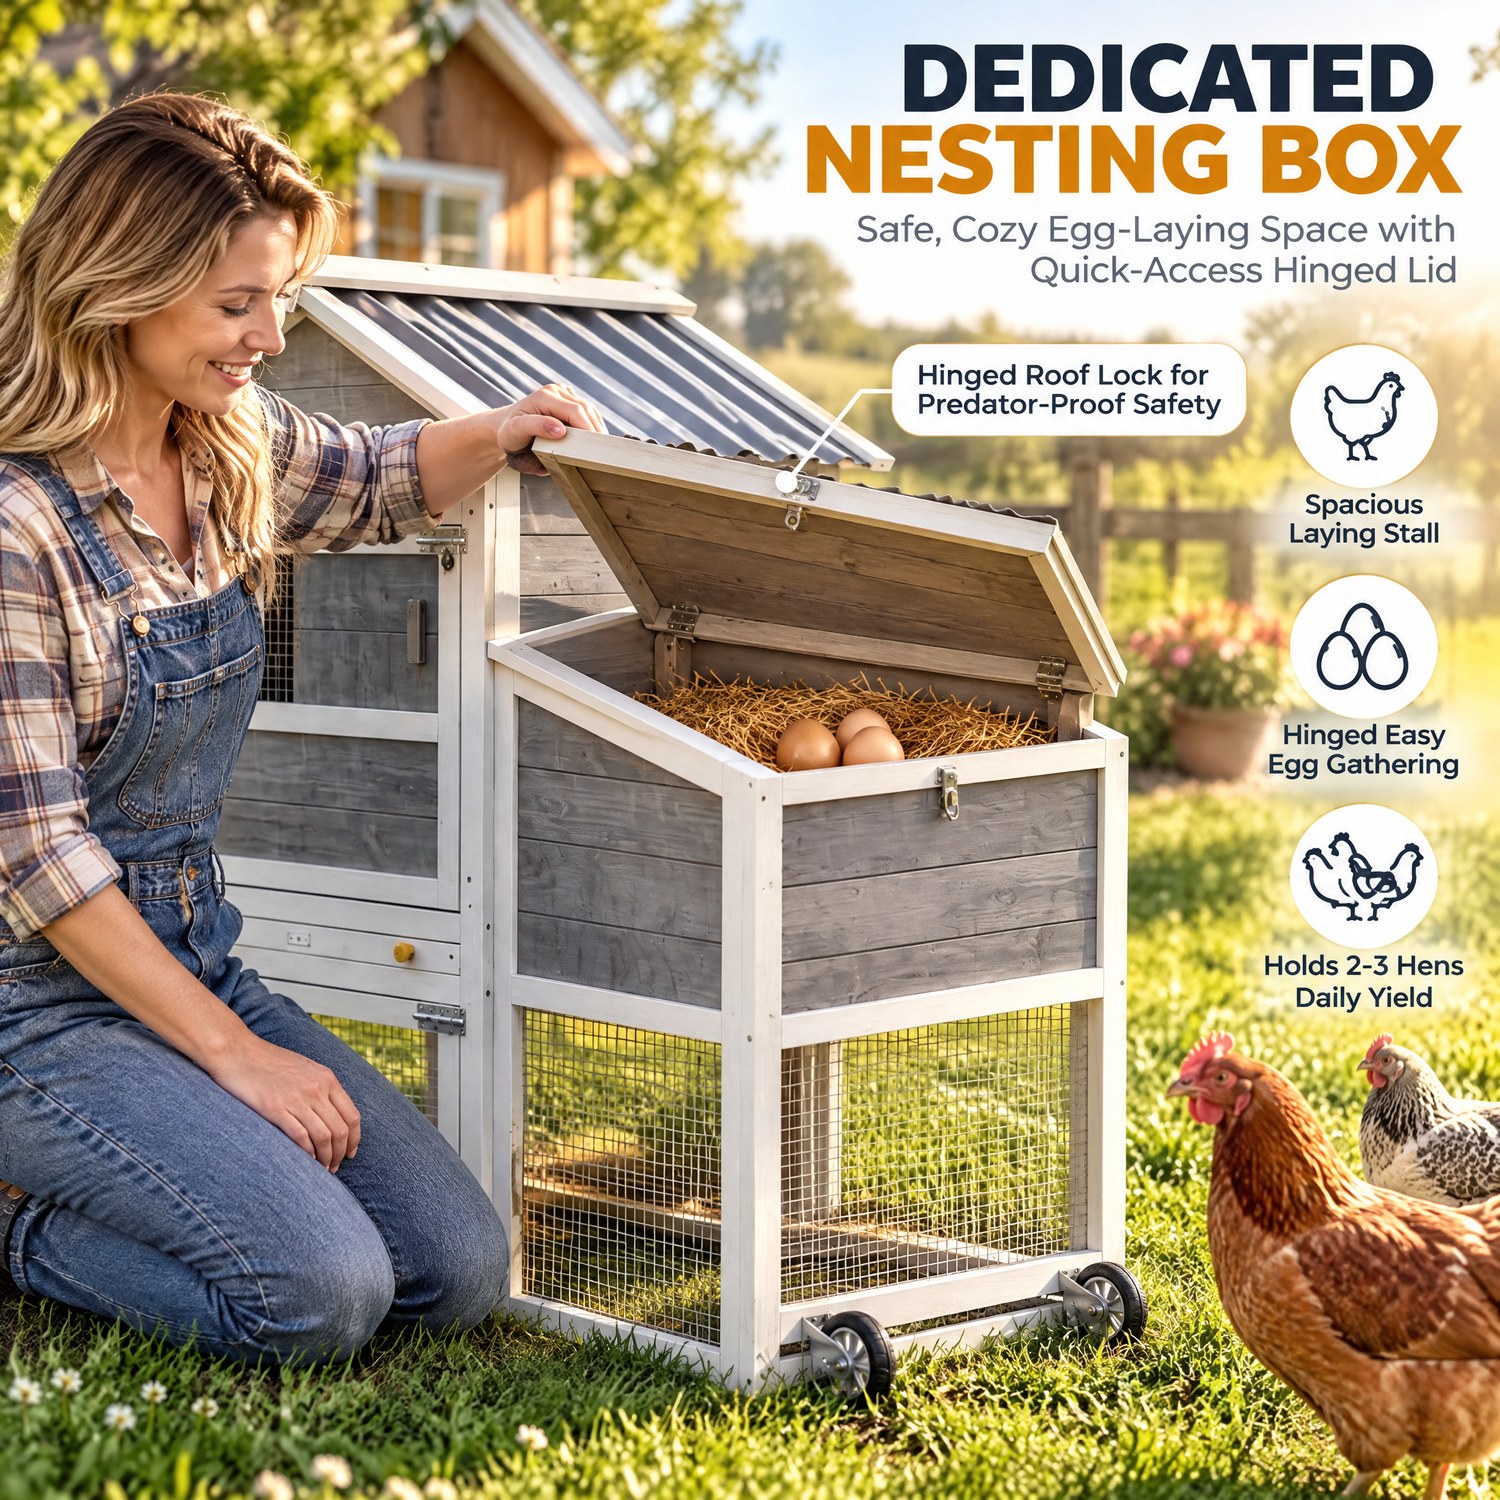 DEDICATED
NESTING BOX
Safe, Cozy Egg-Laying Space with
Quick-Access Hinged Lid
Hinged Roof Lock for
Predator-Proof Safety
Spacious
Laying Stall
Hinged Easy
Egg Gathering
Holds 2-3 Hens
Daily Yield